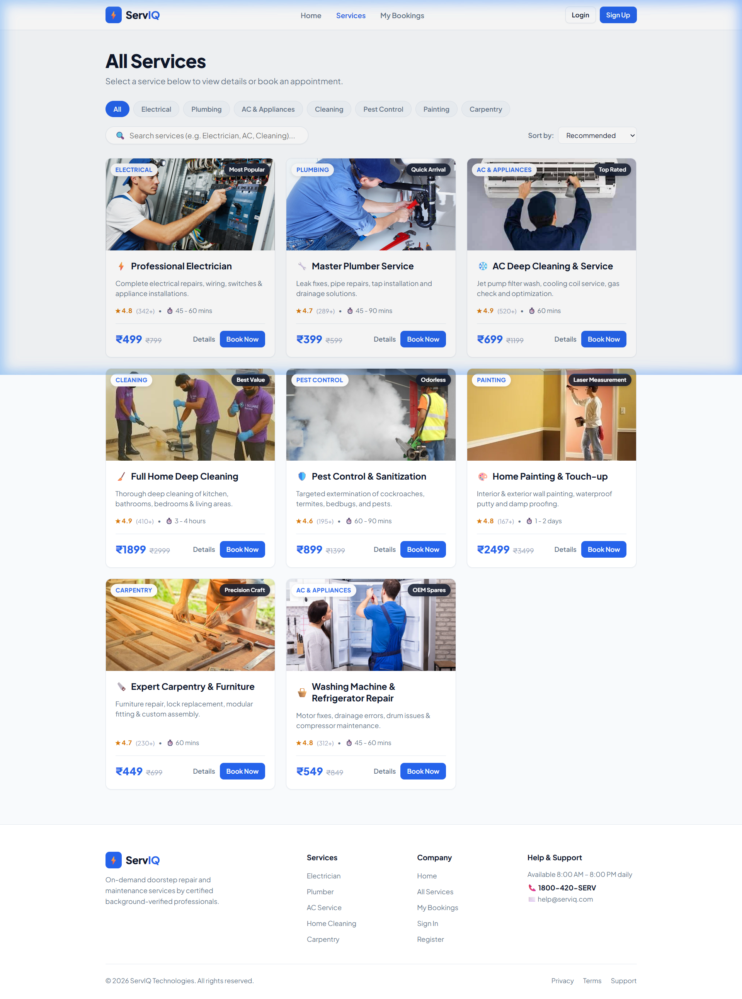 ServIQ
Home
Services
My Bookings
Login
Sign Up
All Services
Select a service below to view details or book an appointment.
All
Electrical
Plumbing
AC & Appliances
Cleaning
Pest Control
Painting
Carpentry
Search services (e.g. Electrician, AC, Cleaning)...
Sort by:
Recommended
ELECTRICAL
Most Popular
Professional Electrician
Complete electrical repairs, wiring, switches &
appliance installations.
★ 4.8 (342+) • 45 - 60 mins
₹499 ₹799
Details
Book Now
PLUMBING
Quick Arrival
Master Plumber Service
Leak fixes, pipe repairs, tap installation and
drainage solutions.
★ 4.7 (289+) • 45 - 90 mins
₹399 ₹599
Details
Book Now
AC & APPLIANCES
Top Rated
AC Deep Cleaning & Service
Jet pump filter wash, cooling coil service, gas
check and optimization.
★ 4.9 (520+) • 60 mins
₹699 ₹1199
Details
Book Now
CLEANING
Best Value
I SCUARE
Service
Full Home Deep Cleaning
Thorough deep cleaning of kitchen,
bathrooms, bedrooms & living areas.
★ 4.9 (410+) • 3 - 4 hours
₹1899 ₹2999
Details
Book Now
PEST CONTROL
Odorless
Pest Control & Sanitization
Targeted extermination of cockroaches,
termites, bedbugs, and pests.
★ 4.6 (195+) • 60 - 90 mins
₹899 ₹1399
Details
Book Now
PAINTING
Laser Measurement
Home Painting & Touch-up
Interior & exterior wall painting, waterproof
putty and damp proofing.
★ 4.8 (167+) • 1 - 2 days
₹2499 ₹3499
Details
Book Now
CARPENTRY
Precision Craft
Expert Carpentry & Furniture
Furniture repair, lock replacement, modular
fitting & custom assembly.
★ 4.7 (230+) • 60 mins
₹449 ₹699
Details
Book Now
AC & APPLIANCES
OEM Spares
Washing Machine &
Refrigerator Repair
Motor fixes, drainage errors, drum issues &
compressor maintenance.
★ 4.8 (312+) • 45 - 60 mins
₹549 ₹849
Details
Book Now
ServIQ
On-demand doorstep repair and
maintenance services by certified
background-verified professionals.
Services
Electrician
Plumber
AC Service
Home Cleaning
Carpentry
Company
Home
All Services
My Bookings
Sign In
Register
Help & Support
Available 8:00 AM – 8:00 PM daily
1800-420-SERV
help@serviq.com
© 2026 ServIQ Technologies. All rights reserved.
Privacy
Terms
Support